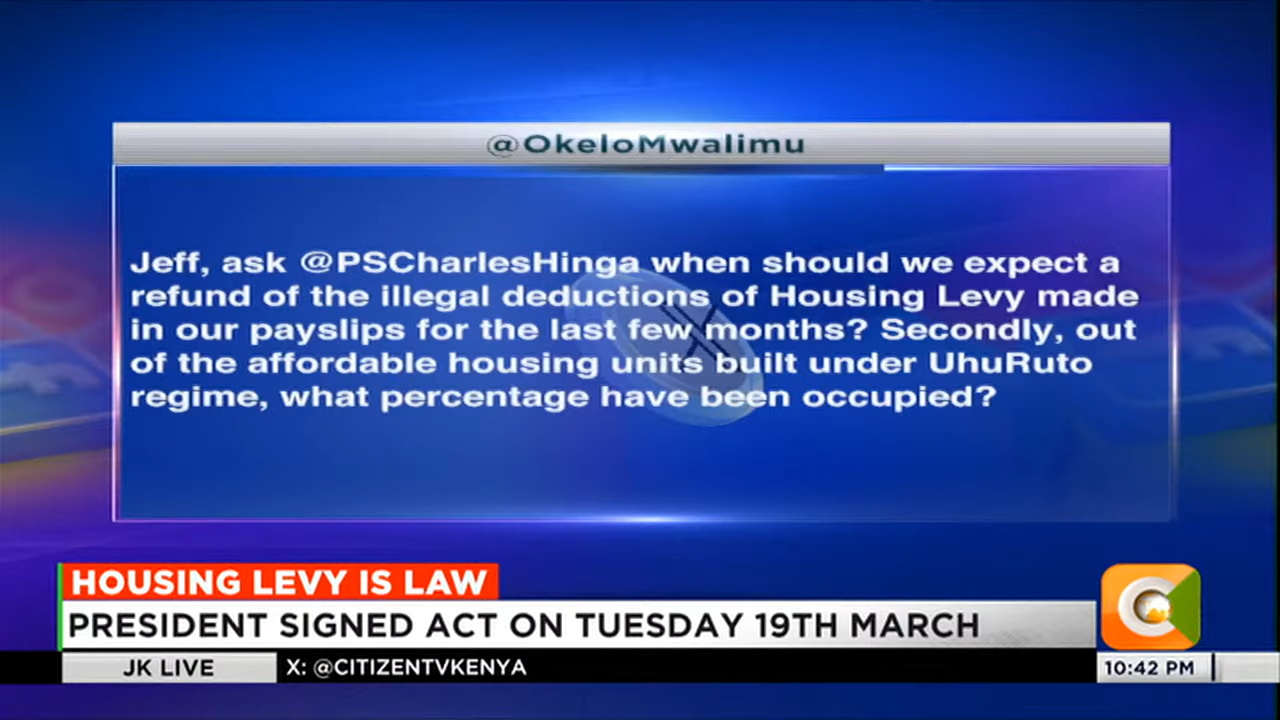 @OkeloMwalimu
Jeff, ask @PSCharlesHinga when should we expect a
refund of the illegal deductions of Housing Levy made
in our payslips for the last few months? Secondly, out
of the affordable housing units built under UhuRuto
regime, what percentage have been occupied?
HOUSING LEVY IS LAW
PRESIDENT SIGNED ACT ON TUESDAY 19TH MARCH
JK LIVE X: @CITIZENTVKENYA 10:42 PM